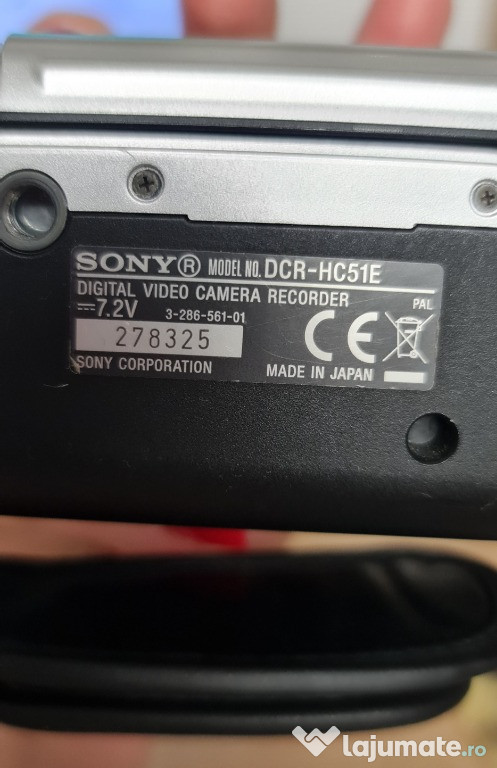 SONY® MODEL NO. DCR-HC51E
DIGITAL VIDEO CAMERA RECORDER PAL
⎓7.2V 3-286-561-01
278325
CE
SONY CORPORATION MADE IN JAPAN
lajumate.ro